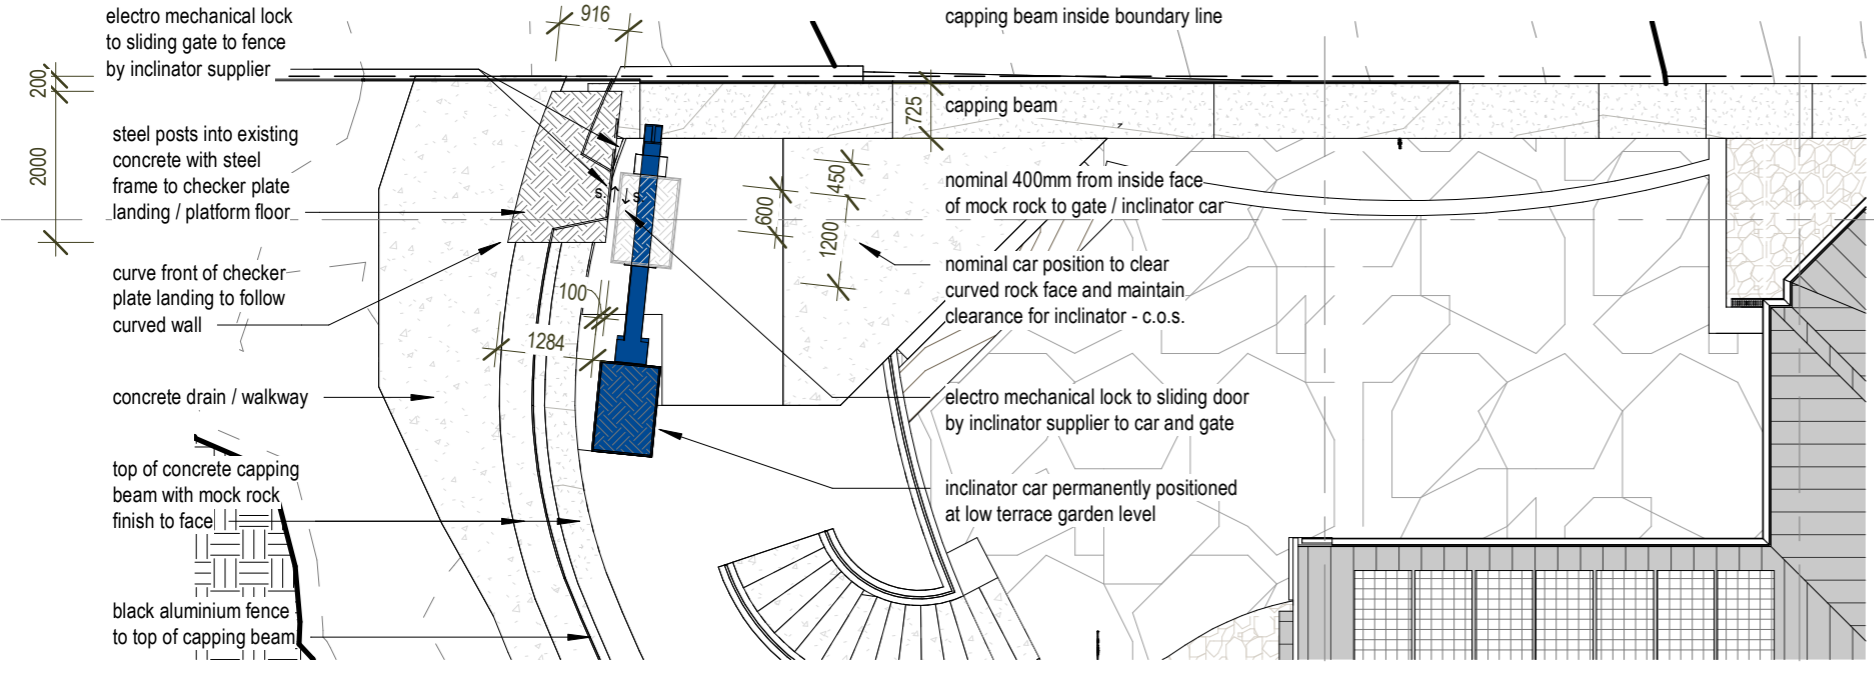 electro mechanical lock
to sliding gate to fence
by inclinator supplier
916
capping beam inside boundary line
200
2000
steel posts into existing
concrete with steel
frame to checker plate
landing / platform floor
725
capping beam
s.
s.
450
600
1200
nominal 400mm from inside face
of mock rock to gate / inclinator car
curve front of checker
plate landing to follow
curved wall
100
1284
nominal car position to clear
curved rock face and maintain
clearance for inclinator - c.o.s.
concrete drain / walkway
electro mechanical lock to sliding door
by inclinator supplier to car and gate
top of concrete capping
beam with mock rock
finish to face
inclinator car permanently positioned
at low terrace garden level
black aluminium fence
to top of capping beam